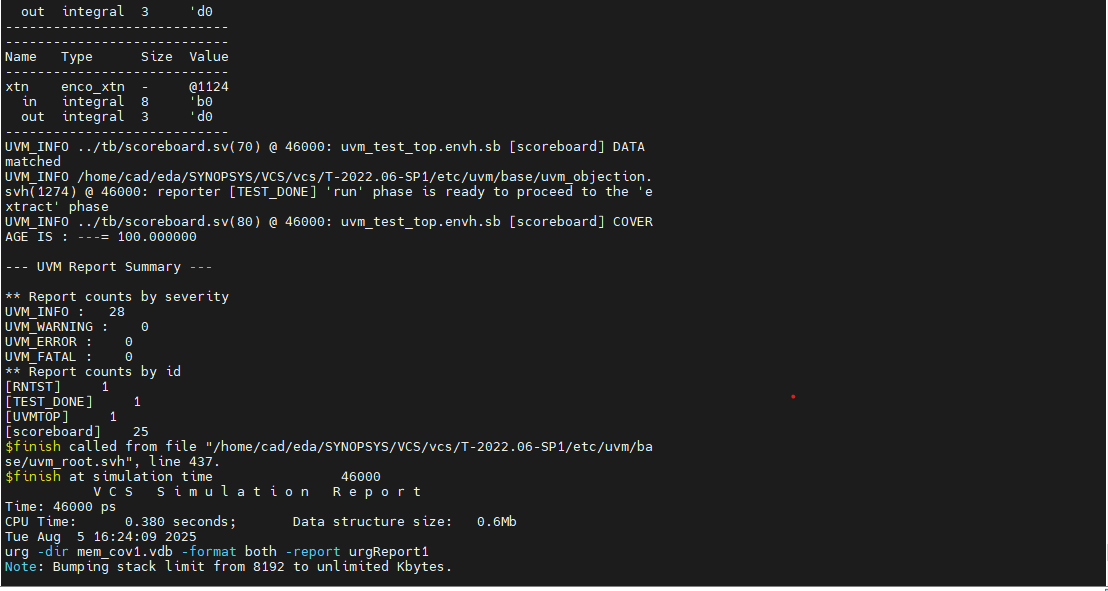 out  integral  3     'd0
----------------------------
----------------------------
Name   Type      Size  Value
----------------------------
xtn    enco_xtn  -     @1124
  in   integral  8     'b0
  out  integral  3     'd0
----------------------------
UVM_INFO ../tb/scoreboard.sv(70) @ 46000: uvm_test_top.envh.sb [scoreboard] DATA
matched
UVM_INFO /home/cad/eda/SYNOPSYS/VCS/vcs/T-2022.06-SP1/etc/uvm/base/uvm_objection.
svh(1274) @ 46000: reporter [TEST_DONE] 'run' phase is ready to proceed to the 'e
xtract' phase
UVM_INFO ../tb/scoreboard.sv(80) @ 46000: uvm_test_top.envh.sb [scoreboard] COVER
AGE IS : ---= 100.000000

--- UVM Report Summary ---

** Report counts by severity
UVM_INFO :   28
UVM_WARNING :    0
UVM_ERROR :    0
UVM_FATAL :    0
** Report counts by id
[RNTST]     1
[TEST_DONE]     1
[UVMTOP]     1
[scoreboard]    25
$finish called from file "/home/cad/eda/SYNOPSYS/VCS/vcs/T-2022.06-SP1/etc/uvm/ba
se/uvm_root.svh", line 437.
$finish at simulation time                46000
           V C S   S i m u l a t i o n   R e p o r t
Time: 46000 ps
CPU Time:      0.380 seconds;       Data structure size:   0.6Mb
Tue Aug  5 16:24:09 2025
urg -dir mem_cov1.vdb -format both -report urgReport1
Note: Bumping stack limit from 8192 to unlimited Kbytes.